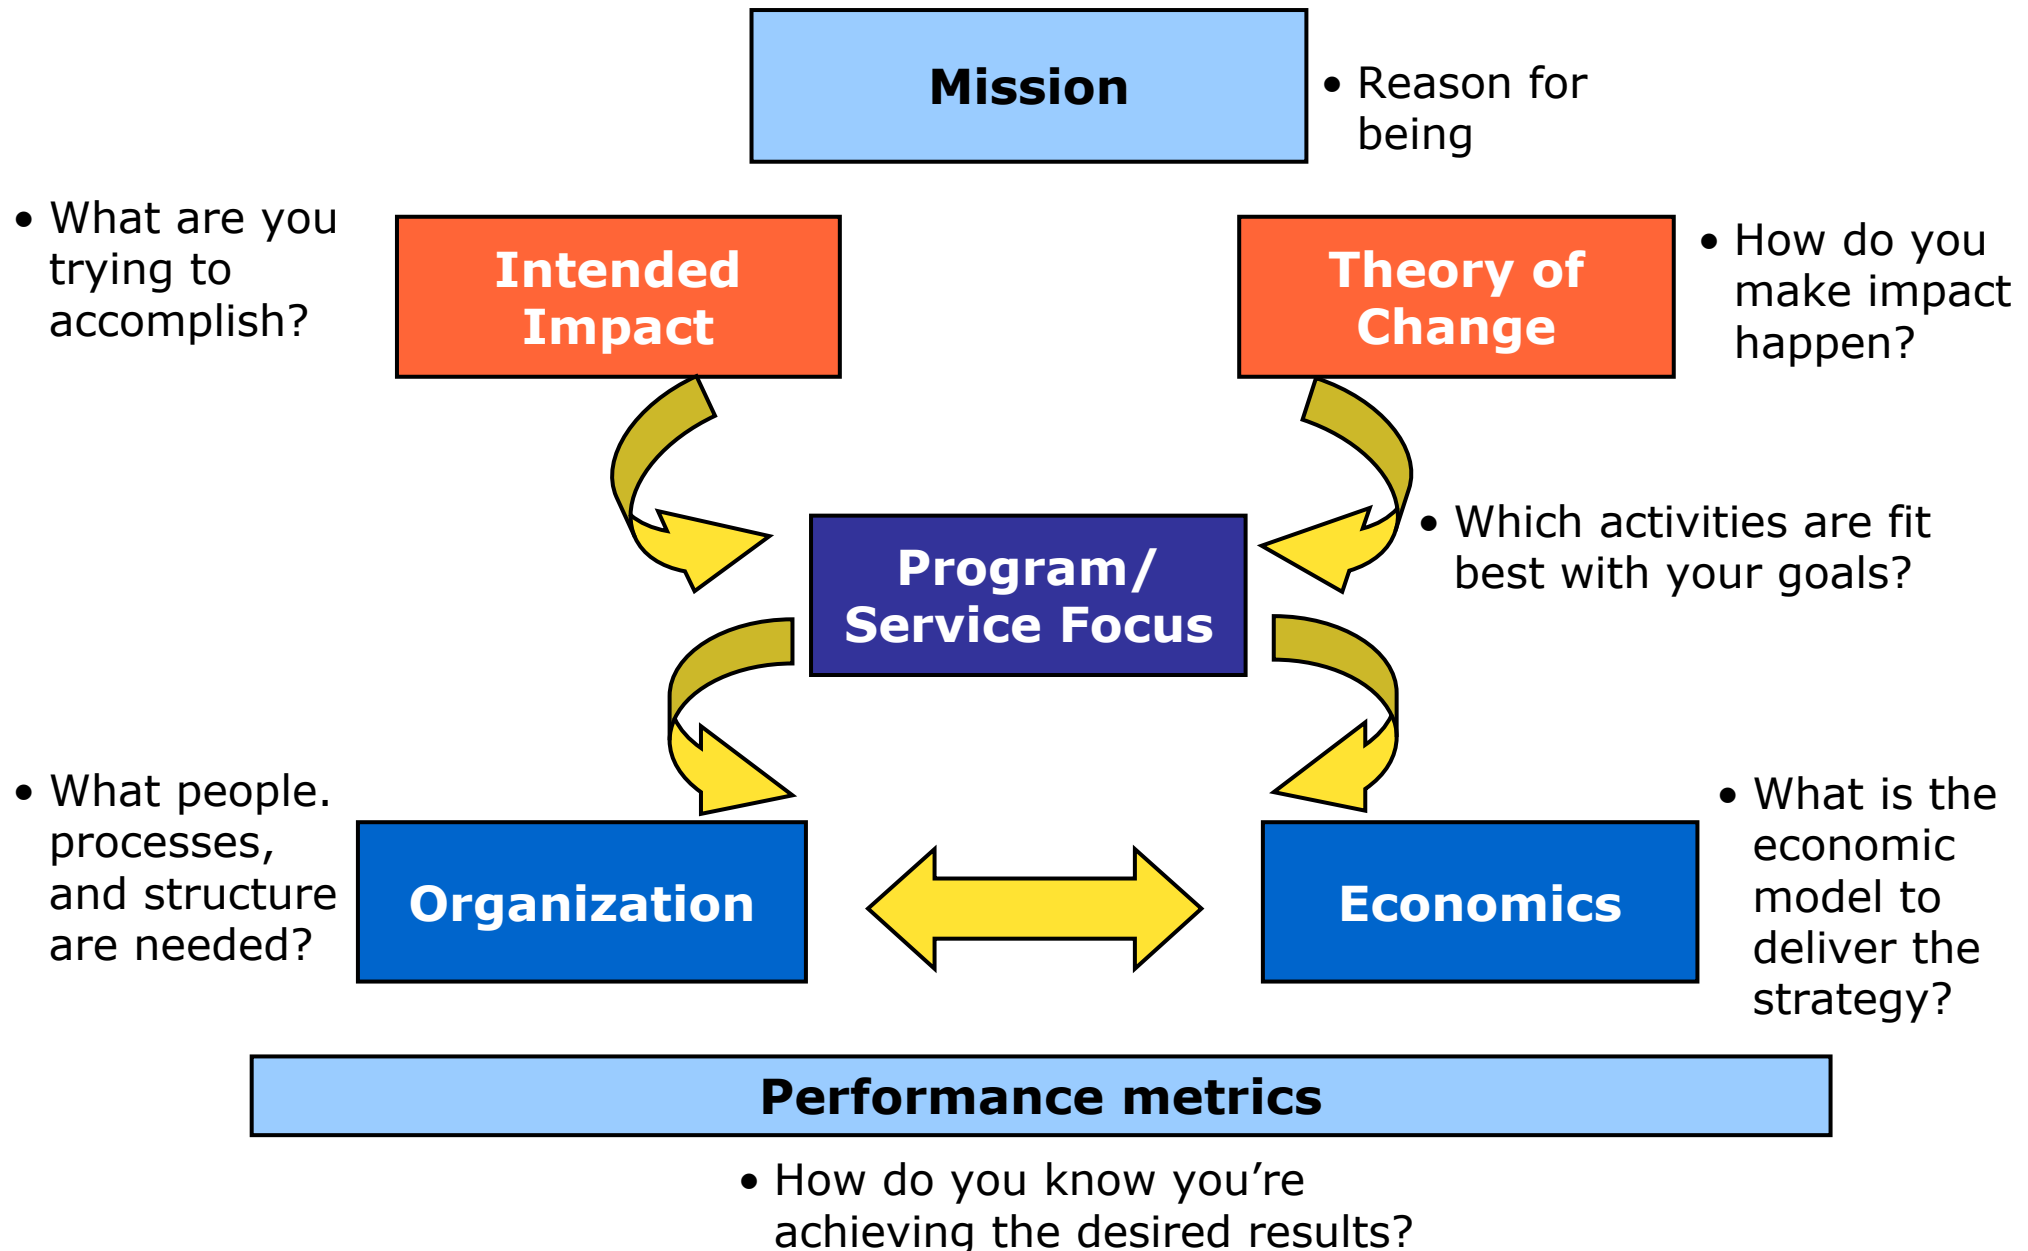 Mission
• Reason for
being
• What are you
trying to
accomplish?
Intended
Impact
Theory of
Change
• How do you
make impact
happen?
Program/
Service Focus
• Which activities are fit
best with your goals?
• What people.
processes,
and structure
are needed?
Organization
Economics
• What is the
economic
model to
deliver the
strategy?
Performance metrics
• How do you know you’re
achieving the desired results?